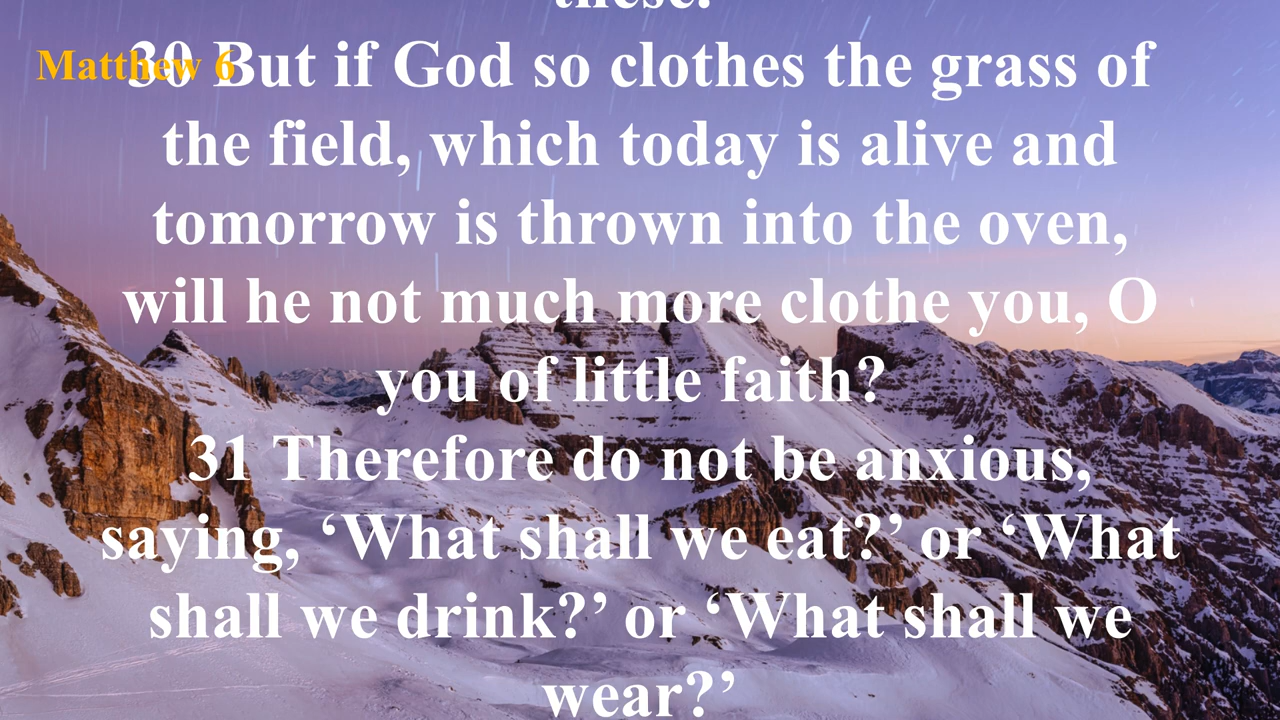 these.”
Matthew 6
30 But if God so clothes the grass of
the field, which today is alive and
tomorrow is thrown into the oven,
will he not much more clothe you, O
you of little faith?
31 Therefore do not be anxious,
saying, ‘What shall we eat?’ or ‘What
shall we drink?’ or ‘What shall we
wear?’